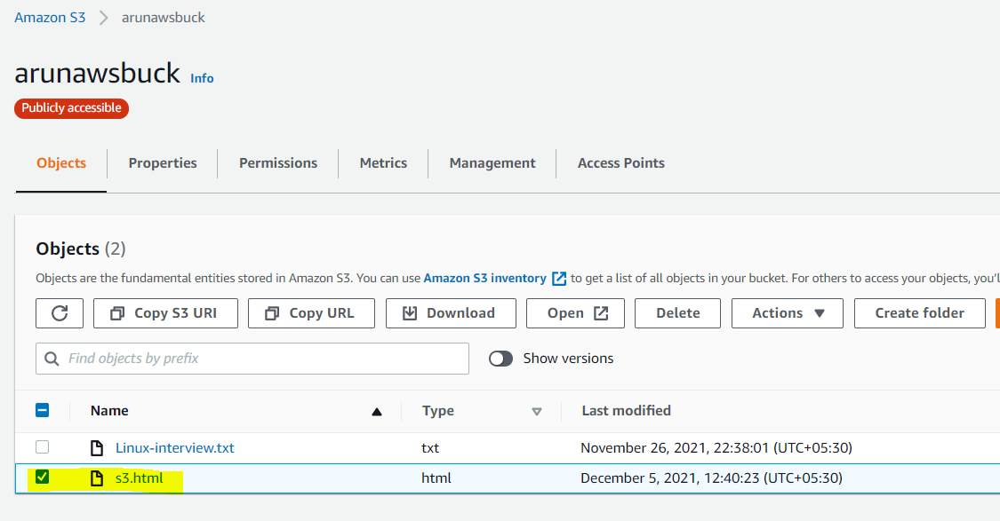 Amazon S3 > arunawsbuck
arunawsbuck Info
Publicly accessible
Objects Properties Permissions Metrics Management Access Points
Objects (2)
Objects are the fundamental entities stored in Amazon S3. You can use Amazon S3 inventory to get a list of all objects in your bucket. For others to access your objects, you'l
Copy S3 URI Copy URL Download Open Delete Actions Create folder
Find objects by prefix Show versions
Name Type Last modified
Linux-interview.txt txt November 26, 2021, 22:38:01 (UTC+05:30)
s3.html html December 5, 2021, 12:40:23 (UTC+05:30)